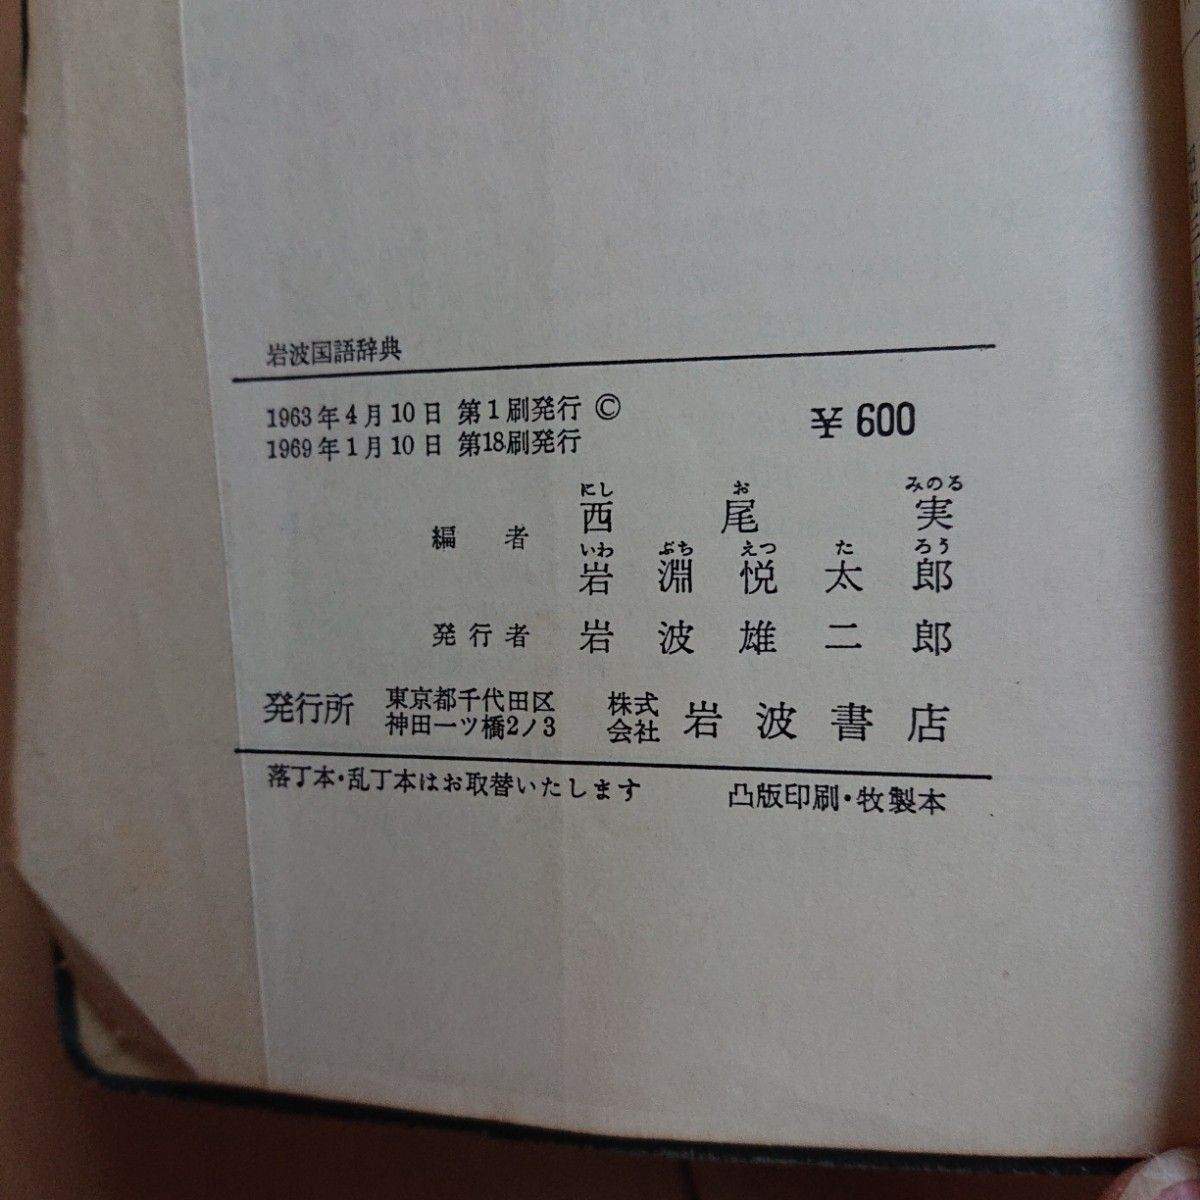 岩波国語辞典
1963年4月10日 第1刷発行 ©
1969年1月10日 第18刷発行
¥600
にし お みのる
編者 西尾実
いわ ぶち えつ た ろう
岩淵悦太郎
発行者 岩波雄二郎
発行所 東京都千代田区 神田一ツ橋2ノ3 株式会社 岩波書店
落丁本・乱丁本はお取替いたします
凸版印刷・牧製本